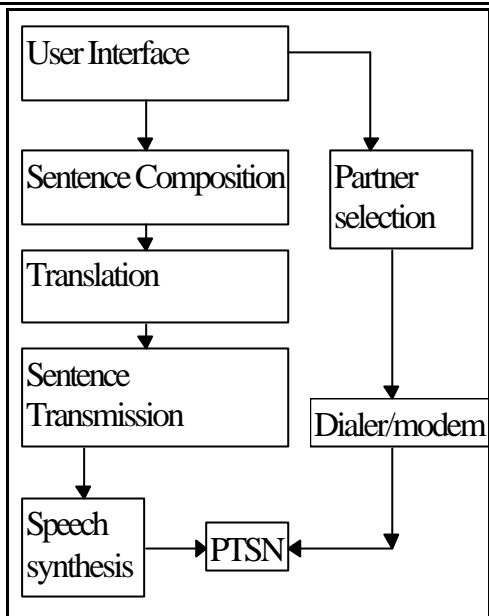 User Interface
Sentence Composition
Partner
selection
Translation
Sentence
Transmission
Dialer/modem
Speech
synthesis
PTSN